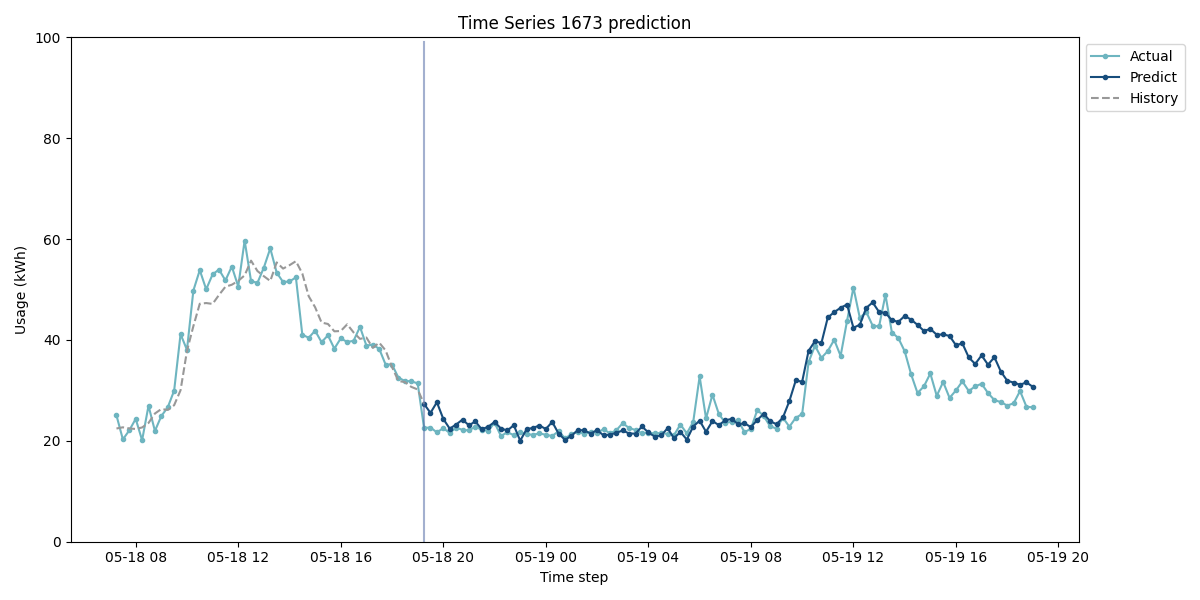 Time Series 1673 prediction
100
80
60
40
20
0
Usage (kWh)
05-18 08
05-18 12
05-18 16
05-18 20
05-19 00
05-19 04
05-19 08
05-19 12
05-19 16
05-19 20
Time step
Actual
Predict
History